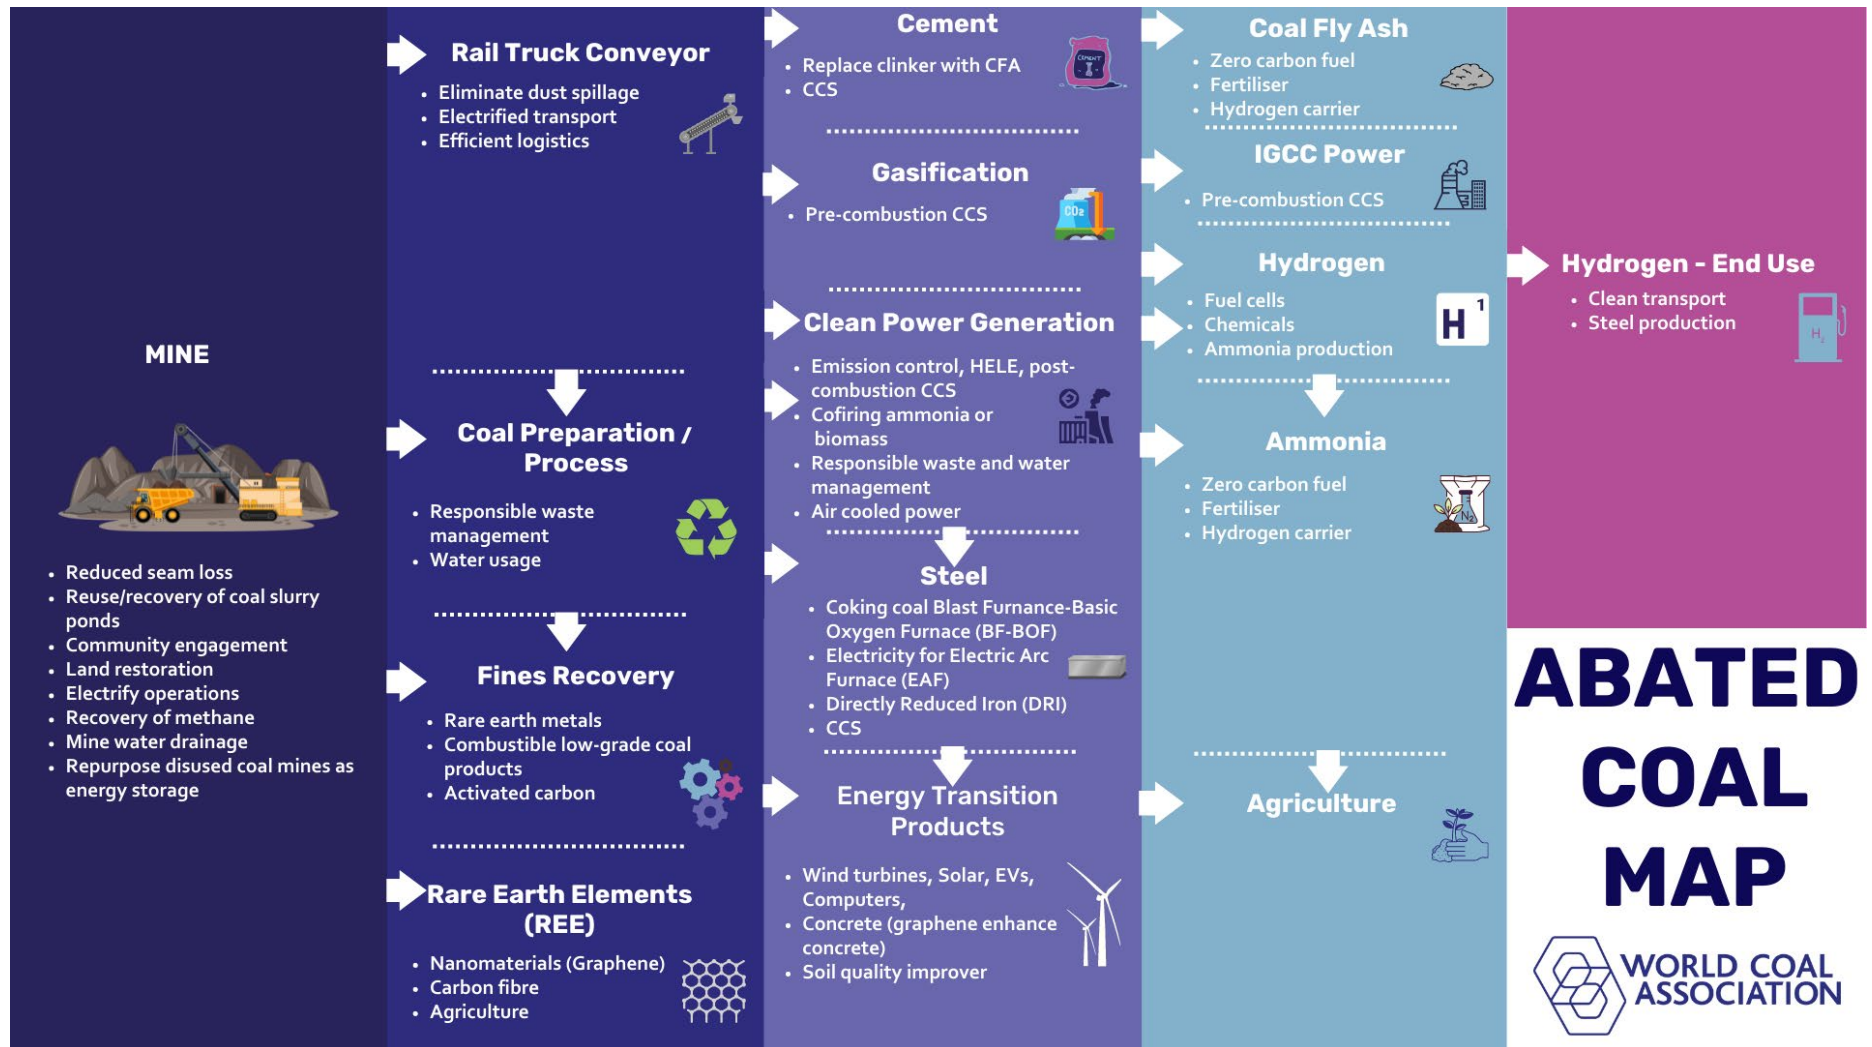 MINE
• Reduced seam loss
• Reuse/recovery of coal slurry
ponds
• Community engagement
• Land restoration
• Electrify operations
• Recovery of methane
• Mine water drainage
• Repurpose disused coal mines as
energy storage
Rail Truck Conveyor
• Eliminate dust spillage
• Electrified transport
• Efficient logistics
Coal Preparation /
Process
• Responsible waste
management
• Water usage
Fines Recovery
• Rare earth metals
• Combustible low-grade coal
products
• Activated carbon
Rare Earth Elements
(REE)
• Nanomaterials (Graphene)
• Carbon fibre
• Agriculture
Cement
• Replace clinker with CFA
• CCS
CEMENT
Gasification
• Pre-combustion CCS
CO2
Clean Power Generation
• Emission control, HELE, post-
combustion CCS
• Cofiring ammonia or
biomass
• Responsible waste and water
management
• Air cooled power
Steel
• Coking coal Blast Furnance-Basic
Oxygen Furnace (BF-BOF)
• Electricity for Electric Arc
Furnace (EAF)
• Directly Reduced Iron (DRI)
• CCS
Energy Transition
Products
• Wind turbines, Solar, EVs,
Computers,
• Concrete (graphene enhance
concrete)
• Soil quality improver
Coal Fly Ash
• Zero carbon fuel
• Fertiliser
• Hydrogen carrier
IGCC Power
• Pre-combustion CCS
Hydrogen
• Fuel cells
• Chemicals
• Ammonia production
H 1
Ammonia
• Zero carbon fuel
• Fertiliser
• Hydrogen carrier
N2
Agriculture
Hydrogen - End Use
• Clean transport
• Steel production
H2
ABATED
COAL
MAP
WORLD COAL
ASSOCIATION